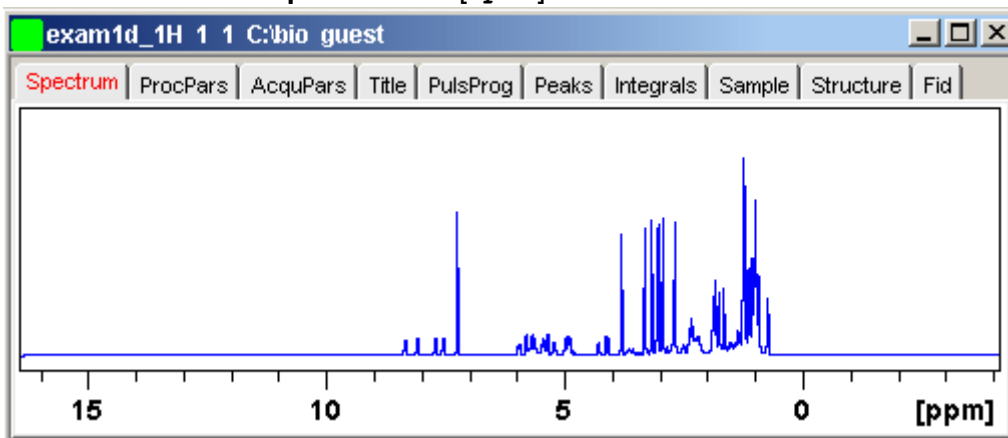 exam1d_1H 1 1 C:\bio guest
Spectrum ProcPars AcquPars Title PulsProg Peaks Integrals Sample Structure Fid
15 10 5 0 [ppm]